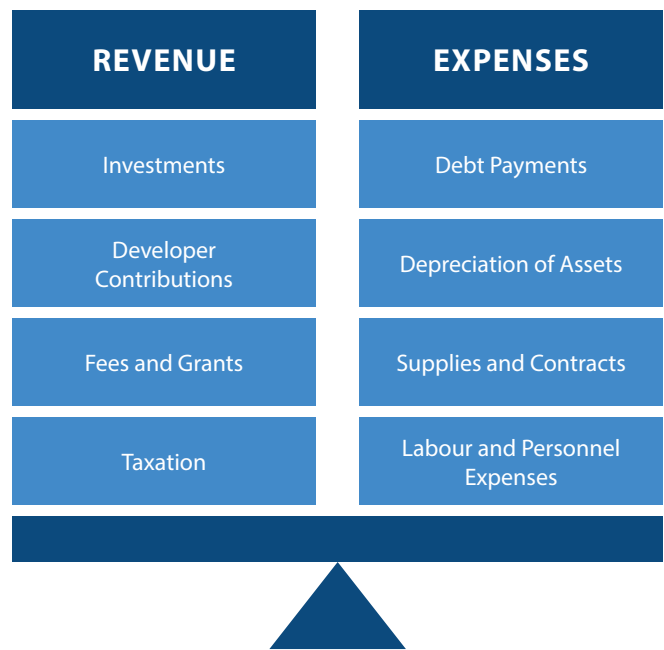 REVENUE
Investments
Developer
Contributions
Fees and Grants
Taxation
EXPENSES
Debt Payments
Depreciation of Assets
Supplies and Contracts
Labour and Personnel
Expenses